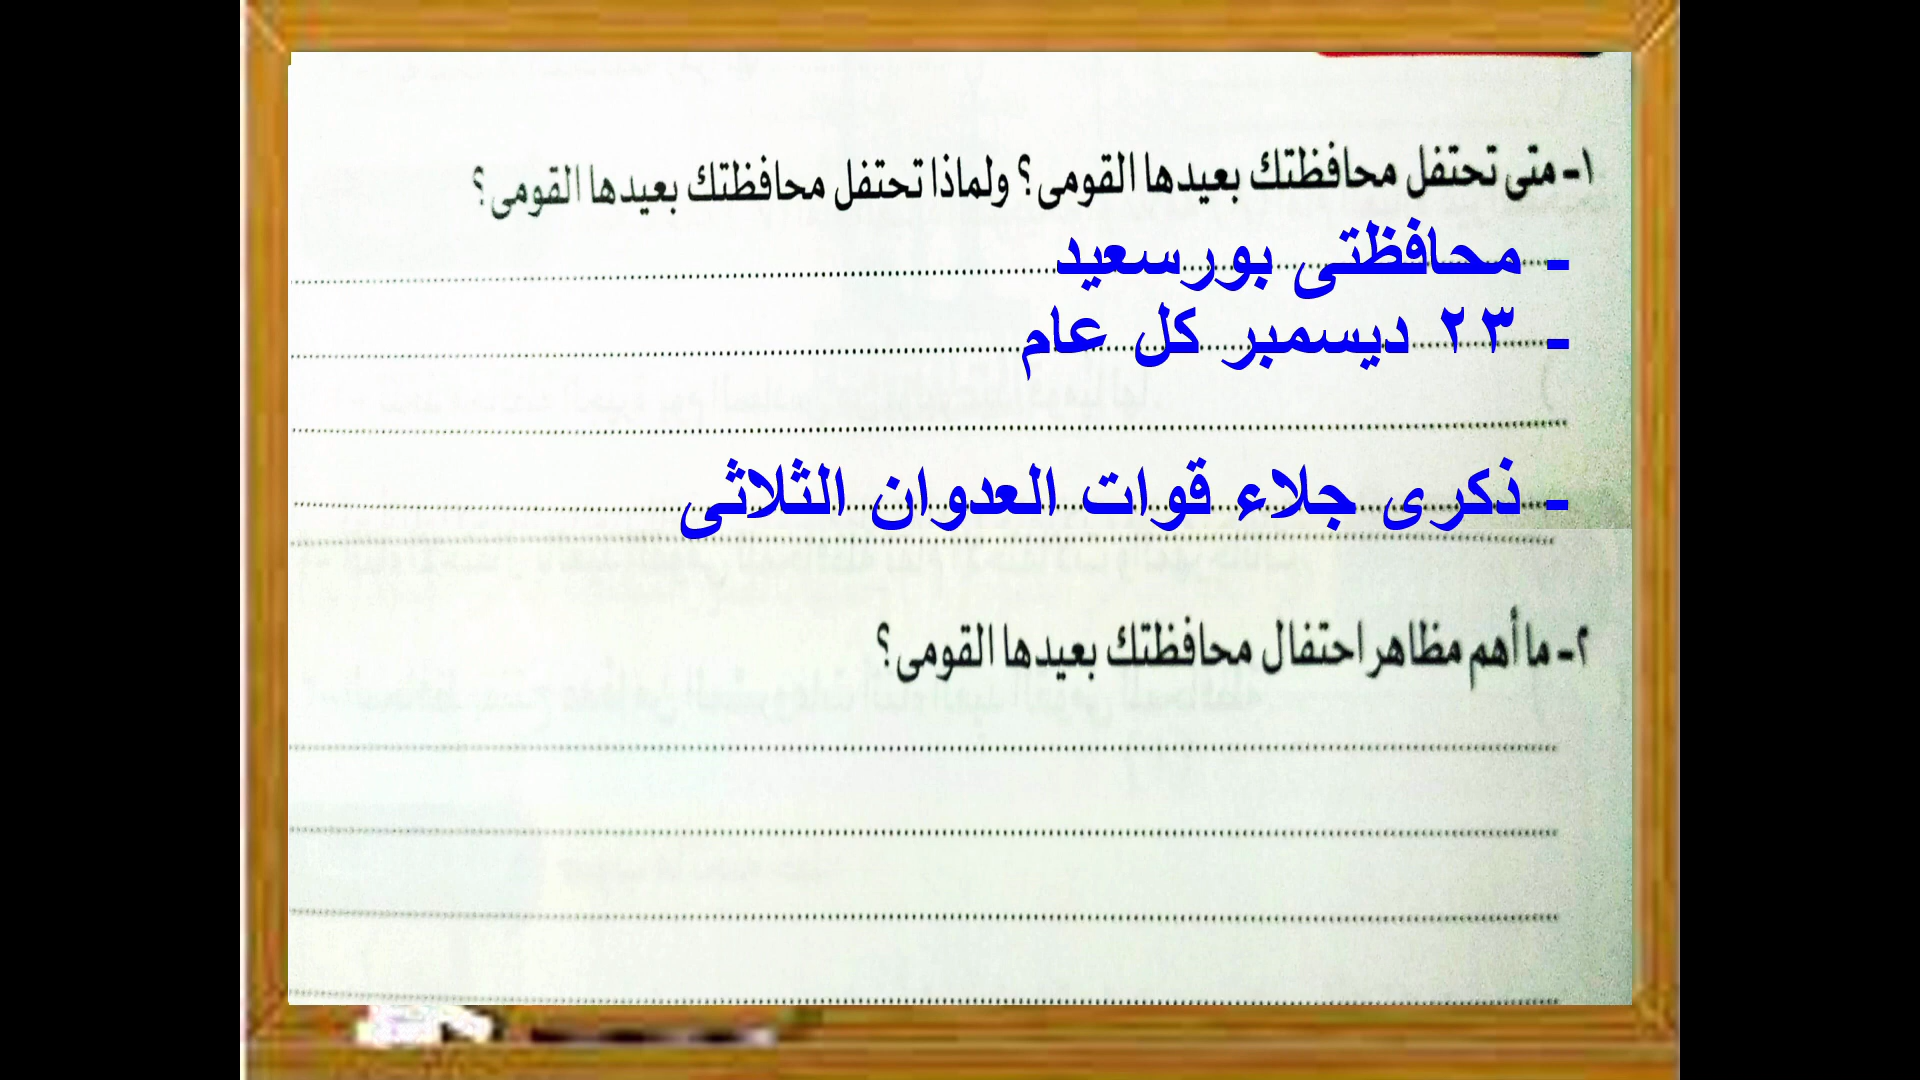 ١- متى تحتفل محافظتك بعيدها القومى؟ ولماذا تحتفل محافظتك بعيدها القومى؟
- محافظتى بورسعيد
- ٢٣ ديسمبر كل عام
- ذكرى جلاء قوات العدوان الثلاثى
٢- ما أهم مظاهر احتفال محافظتك بعيدها القومى؟